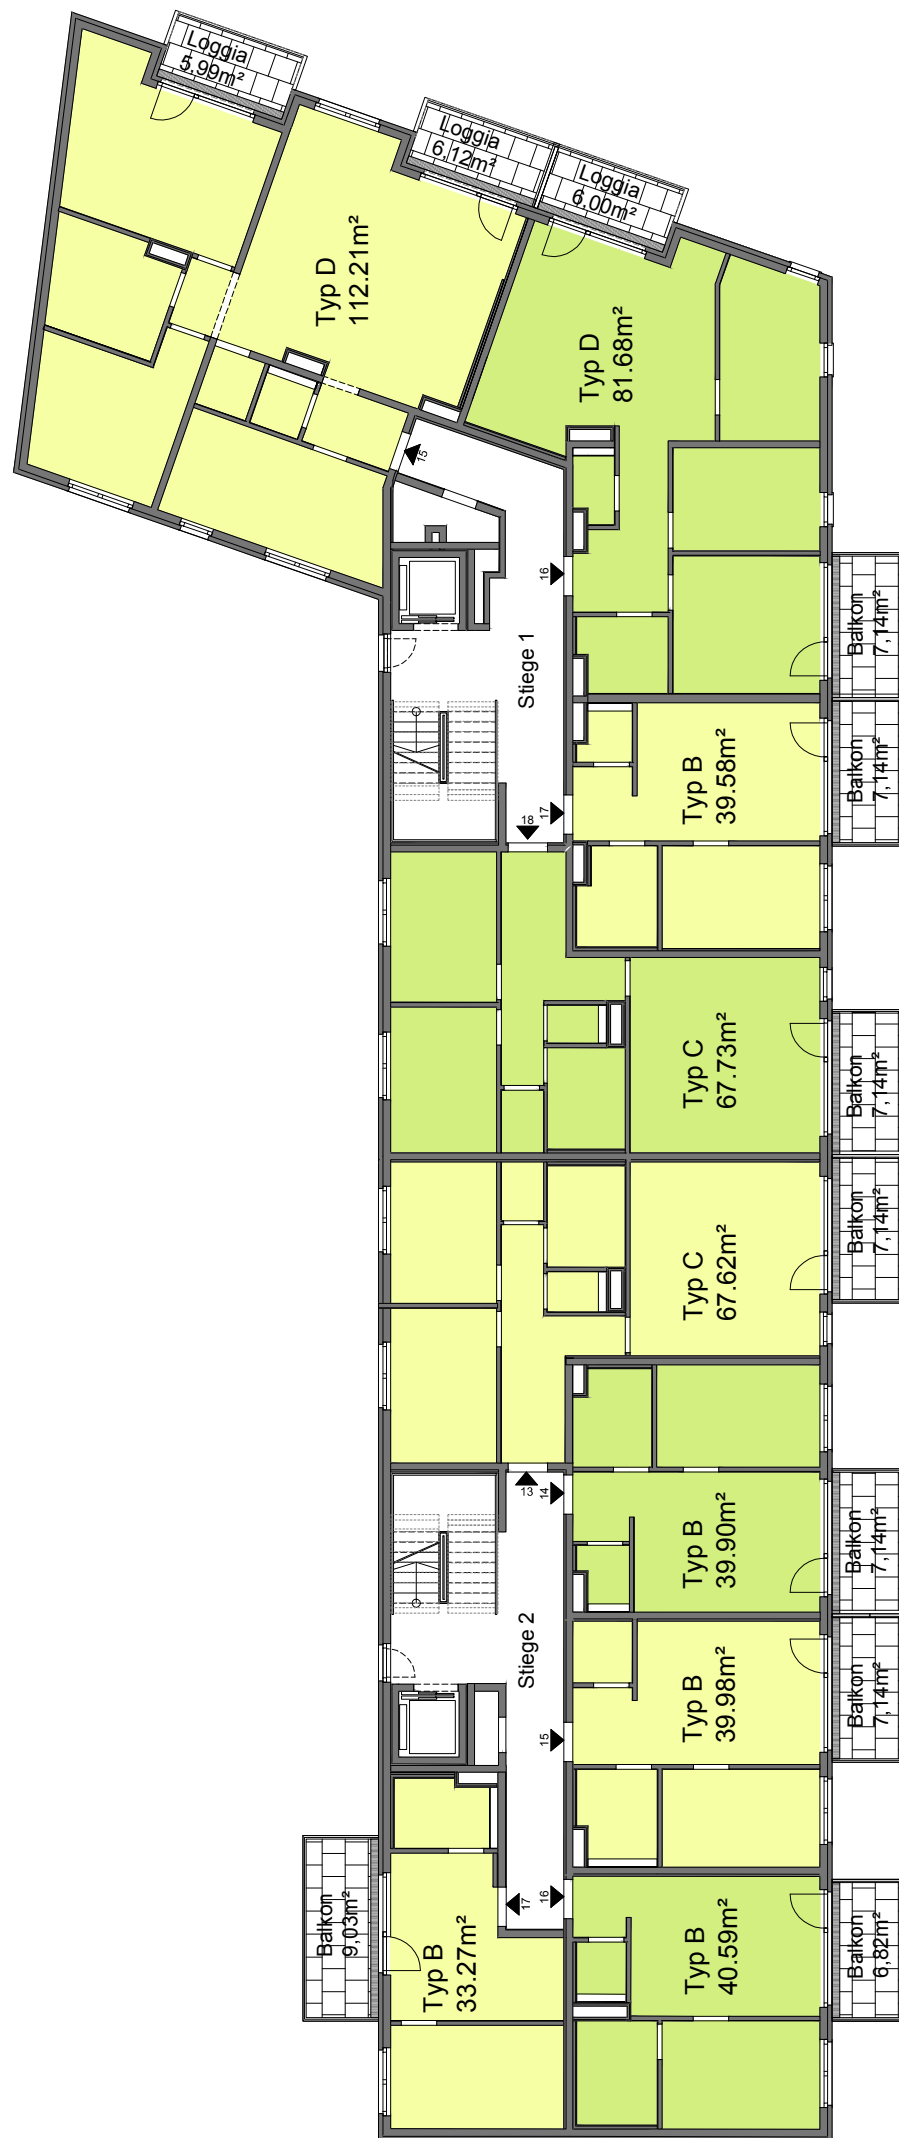 Loggia
5.99m²
Loggia
6,12m²
Loggia
6.00m²
Typ D
112.21m²
Typ D
81.68m²
15
16
Stiege 1
Balkon
7,14m²
Typ B
39.58m²
Balkon
7,14m²
17
18
Typ C
67.73m²
Balkon
7,14m²
Typ C
67.62m²
Balkon
7,14m²
13
14
Typ B
39.90m²
Balkon
7,14m²
Stiege 2
15
Typ B
39.98m²
Balkon
7,14m²
Balkon
9,03m²
Typ B
33.27m²
17
16
Typ B
40.59m²
Balkon
6,82m²